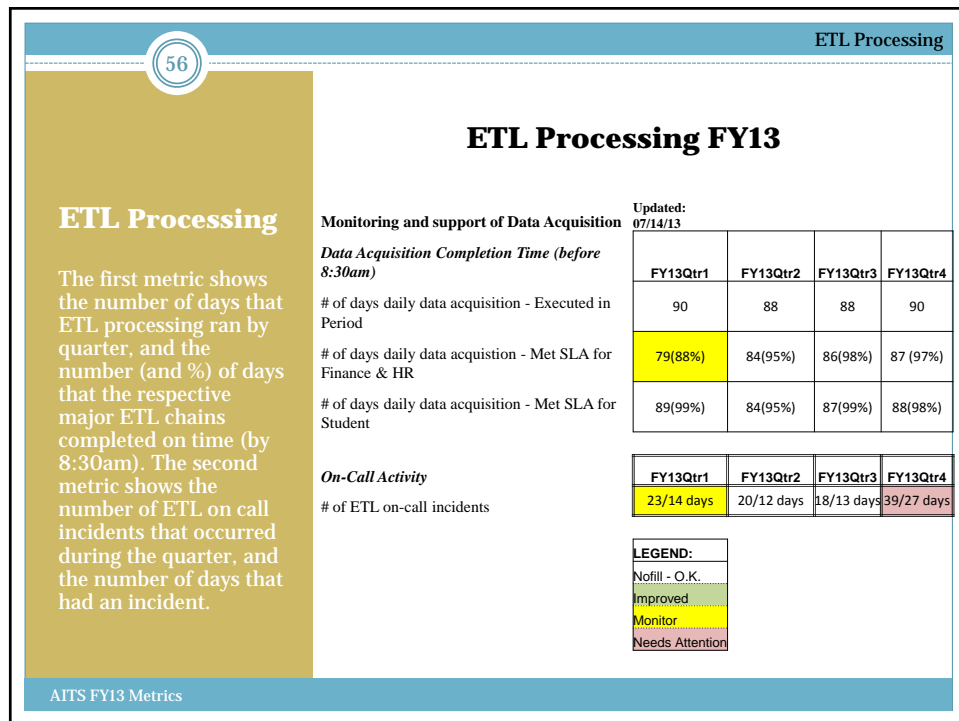 ETL Processing
56
ETL Processing FY13
ETL Processing
The first metric shows
the number of days that
ETL processing ran by
quarter, and the
number (and %) of days
that the respective
major ETL chains
completed on time (by
8:30am). The second
metric shows the
number of ETL on call
incidents that occurred
during the quarter, and
the number of days that
had an incident.
Monitoring and support of Data Acquisition
Updated:
07/14/13
Data Acquisition Completion Time (before
8:30am)
FY13Qtr1 FY13Qtr2 FY13Qtr3 FY13Qtr4
# of days daily data acquisition - Executed in
Period
90 88 88 90
# of days daily data acquistion - Met SLA for
Finance & HR
79(88%) 84(95%) 86(98%) 87 (97%)
# of days daily data acquisition - Met SLA for
Student
89(99%) 84(95%) 87(99%) 88(98%)
On-Call Activity
FY13Qtr1 FY13Qtr2 FY13Qtr3 FY13Qtr4
# of ETL on-call incidents
23/14 days 20/12 days 18/13 days 39/27 days
LEGEND:
Nofill - O.K.
Improved
Monitor
Needs Attention
AITS FY13 Metrics